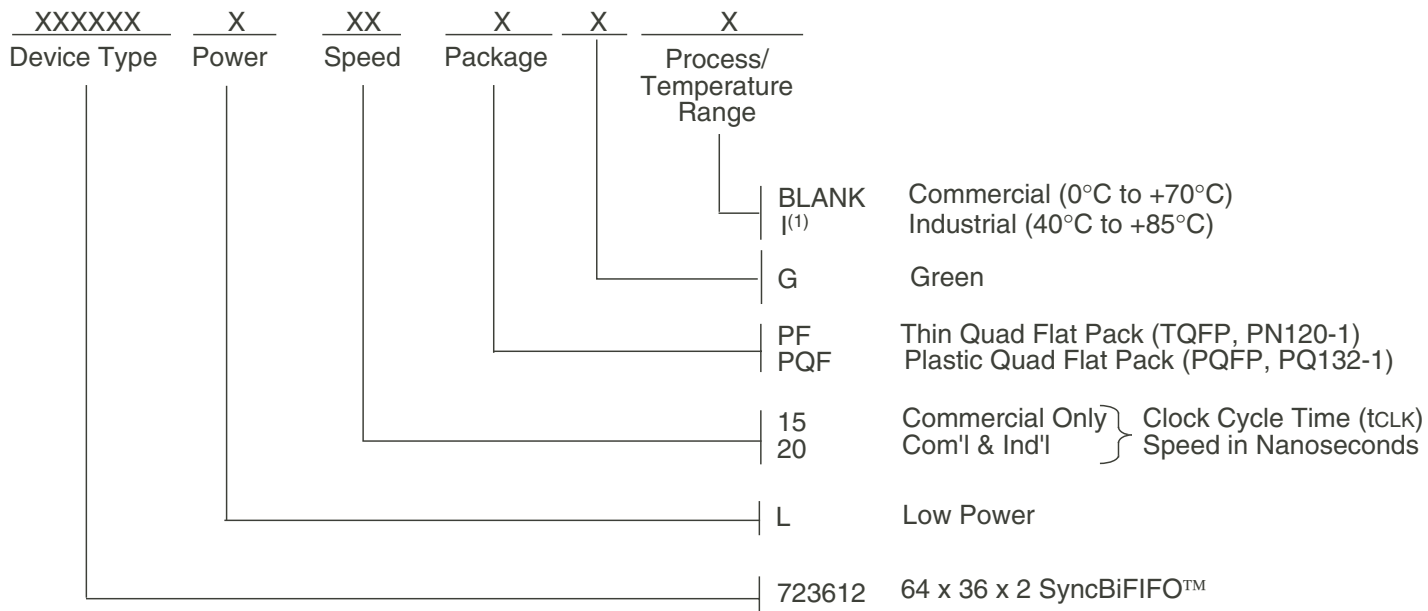 XXXXXX X XX X X X
Device Type Power Speed Package Process/
Temperature
Range
BLANK Commercial (0°C to +70°C)
I(1) Industrial (40°C to +85°C)
G Green
PF Thin Quad Flat Pack (TQFP, PN120-1)
PQF Plastic Quad Flat Pack (PQFP, PQ132-1)
15 Commercial Only Clock Cycle Time (tCLK)
20 Com'l & Ind'l Speed in Nanoseconds
L Low Power
723612 64 x 36 x 2 SyncBiFIFO™